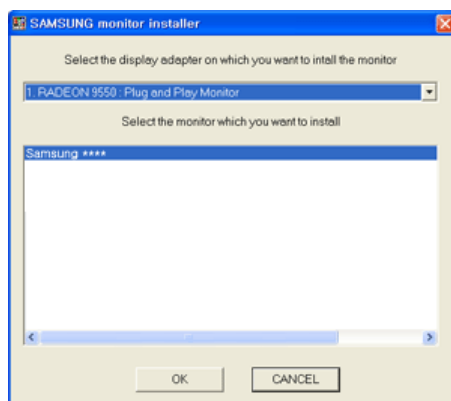 SAMSUNG monitor installer
Select the display adapter on which you want to intall the monitor
1. RADEON 9550 : Plug and Play Monitor
Select the monitor which you want to install
Samsung ****
OK CANCEL